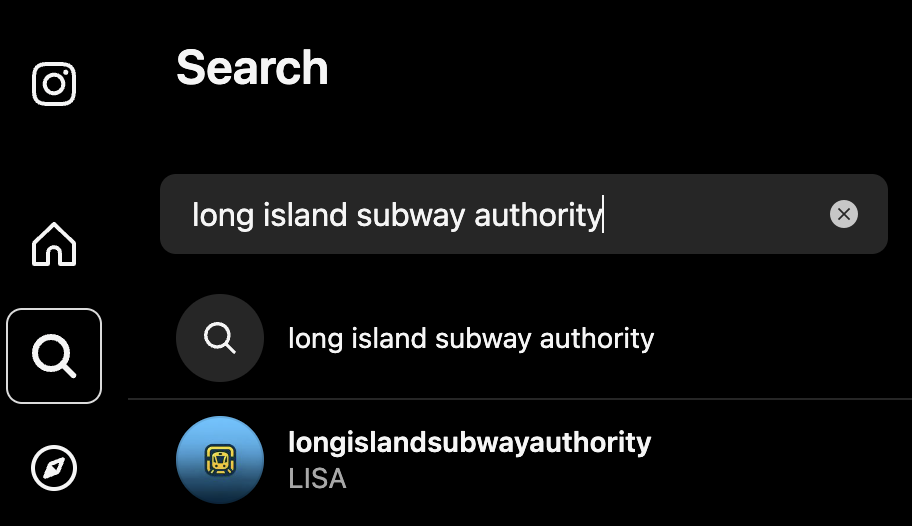 Search
long island subway authority
long island subway authority
longislandsubwayauthority
LISA